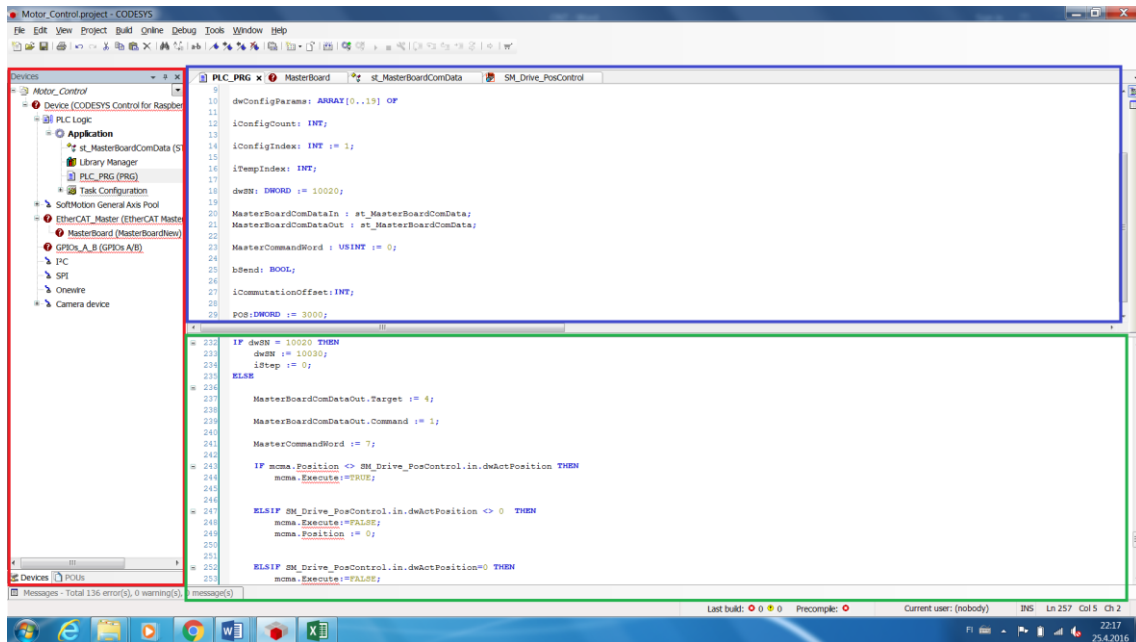 Motor_Control.project - CODESYS
File Edit View Project Build Online Debug Tools Window Help
Devices
Motor_Control
Device (CODESYS Control for Raspber
PLC Logic
Application
st_MasterBoardComData (ST
Library Manager
PLC_PRG (PRG)
Task Configuration
SoftMotion General Axis Pool
EtherCAT_Master (EtherCAT Master
MasterBoard (MasterBoardNew)
GPIOs_A_B (GPIOs A/B)
I²C
SPI
Onewire
Camera device
Devices POUs
PLC_PRG x MasterBoard st_MasterBoardComData SM_Drive_PosControl
9
10 dwConfigParams: ARRAY[0..19] OF
11
12 iConfigCount: INT;
13
14 iConfigIndex: INT := 1;
15
16 iTempIndex: INT;
17
18 dwSN: DWORD := 10020;
19
20 MasterBoardComDataIn : st_MasterBoardComData;
21 MasterBoardComDataOut : st_MasterBoardComData;
22
23 MasterCommandWord : USINT := 0;
24
25 bSend: BOOL;
26
27 iCommutationOffset:INT;
28
29 POS:DWORD := 3000;
232 IF dwSN = 10020 THEN
233 dwSN := 10030;
234 iStep := 0;
235 ELSE
236
237 MasterBoardComDataOut.Target := 4;
238
239 MasterBoardComDataOut.Command := 1;
240
241 MasterCommandWord := 7;
242
243 IF mcma.Position <> SM_Drive_PosControl.in.dwActPosition THEN
244 mcma.Execute:=TRUE;
245
246
247 ELSIF SM_Drive_PosControl.in.dwActPosition <> 0 THEN
248 mcma.Execute:=FALSE;
249 mcma.Position := 0;
250
251
252 ELSIF SM_Drive_PosControl.in.dwActPosition=0 THEN
253 mcma.Execute:=FALSE;
Messages - Total 136 error(s), 0 warning(s), 0 message(s)
Last build: 0 0 Precompile: Current user: (nobody) INS Ln 257 Col 5 Ch 2
FI 22:17
25.4.2016